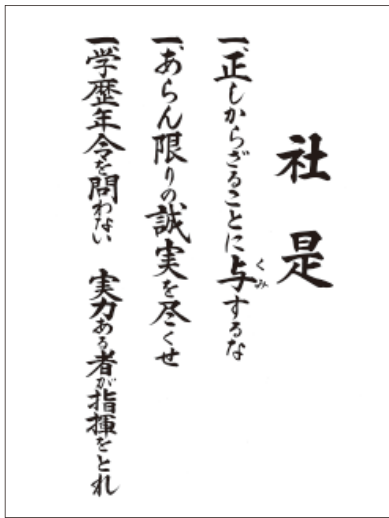 社是
一、正しからざることに与するな
くみ
一、あらん限りの誠実を尽くせ
一、学歴年令を問わない 実力ある者が指揮をとれ